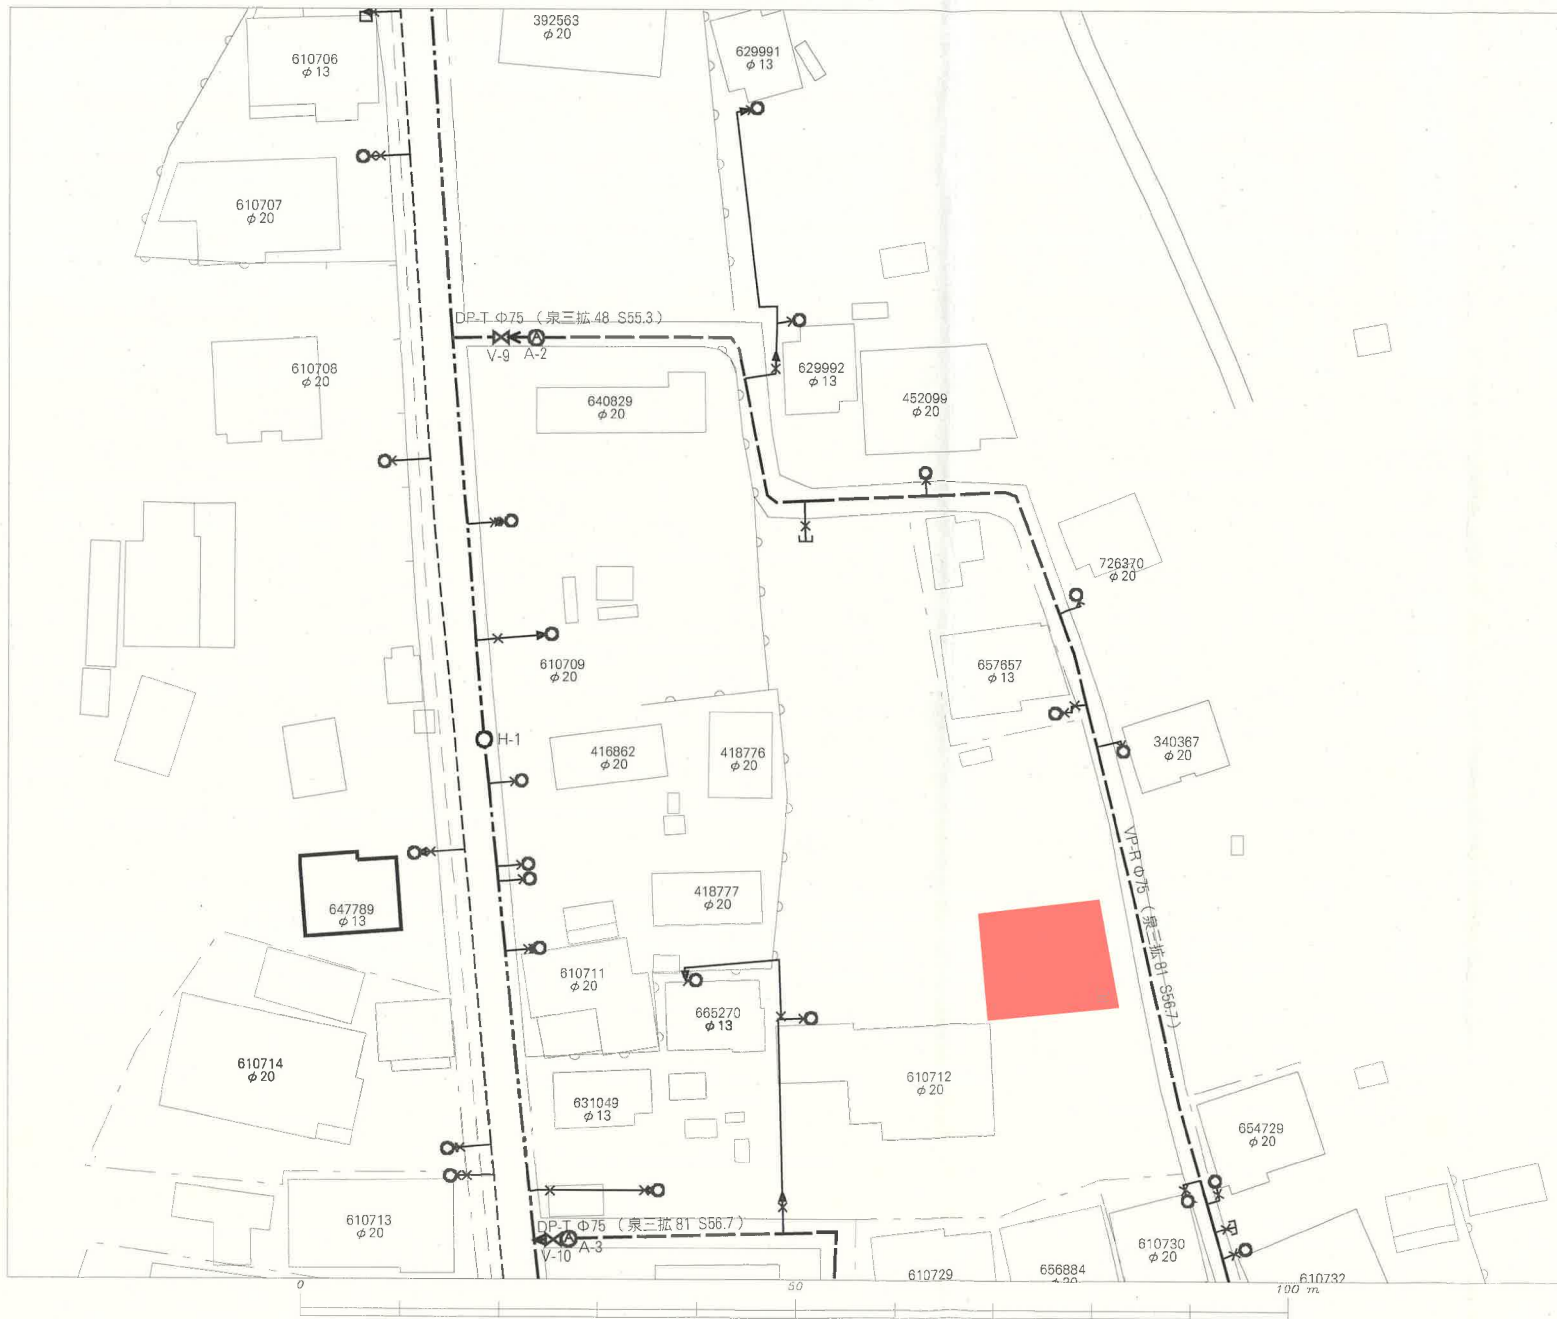 392563
φ20
610706
φ13
629991
φ13
610707
φ20
DP-T Φ75 (泉三拡 48 S55.3)
V-9
A-2
610708
φ20
629992
φ13
640829
φ20
452099
φ20
726370
φ20
610709
φ20
657657
φ13
H-1
416862
φ20
418776
φ20
340367
φ20
VP-R Φ75 (泉三拡 81 S56.7)
418777
φ20
647789
φ13
610711
φ20
665270
φ13
610714
φ20
610712
φ20
631049
φ13
654729
φ20
610713
φ20
DP-T Φ75 (泉三拡 81 S56.7)
V-10
A-3
610730
φ20
610729
656884
φ20
610732
0 50 100 m